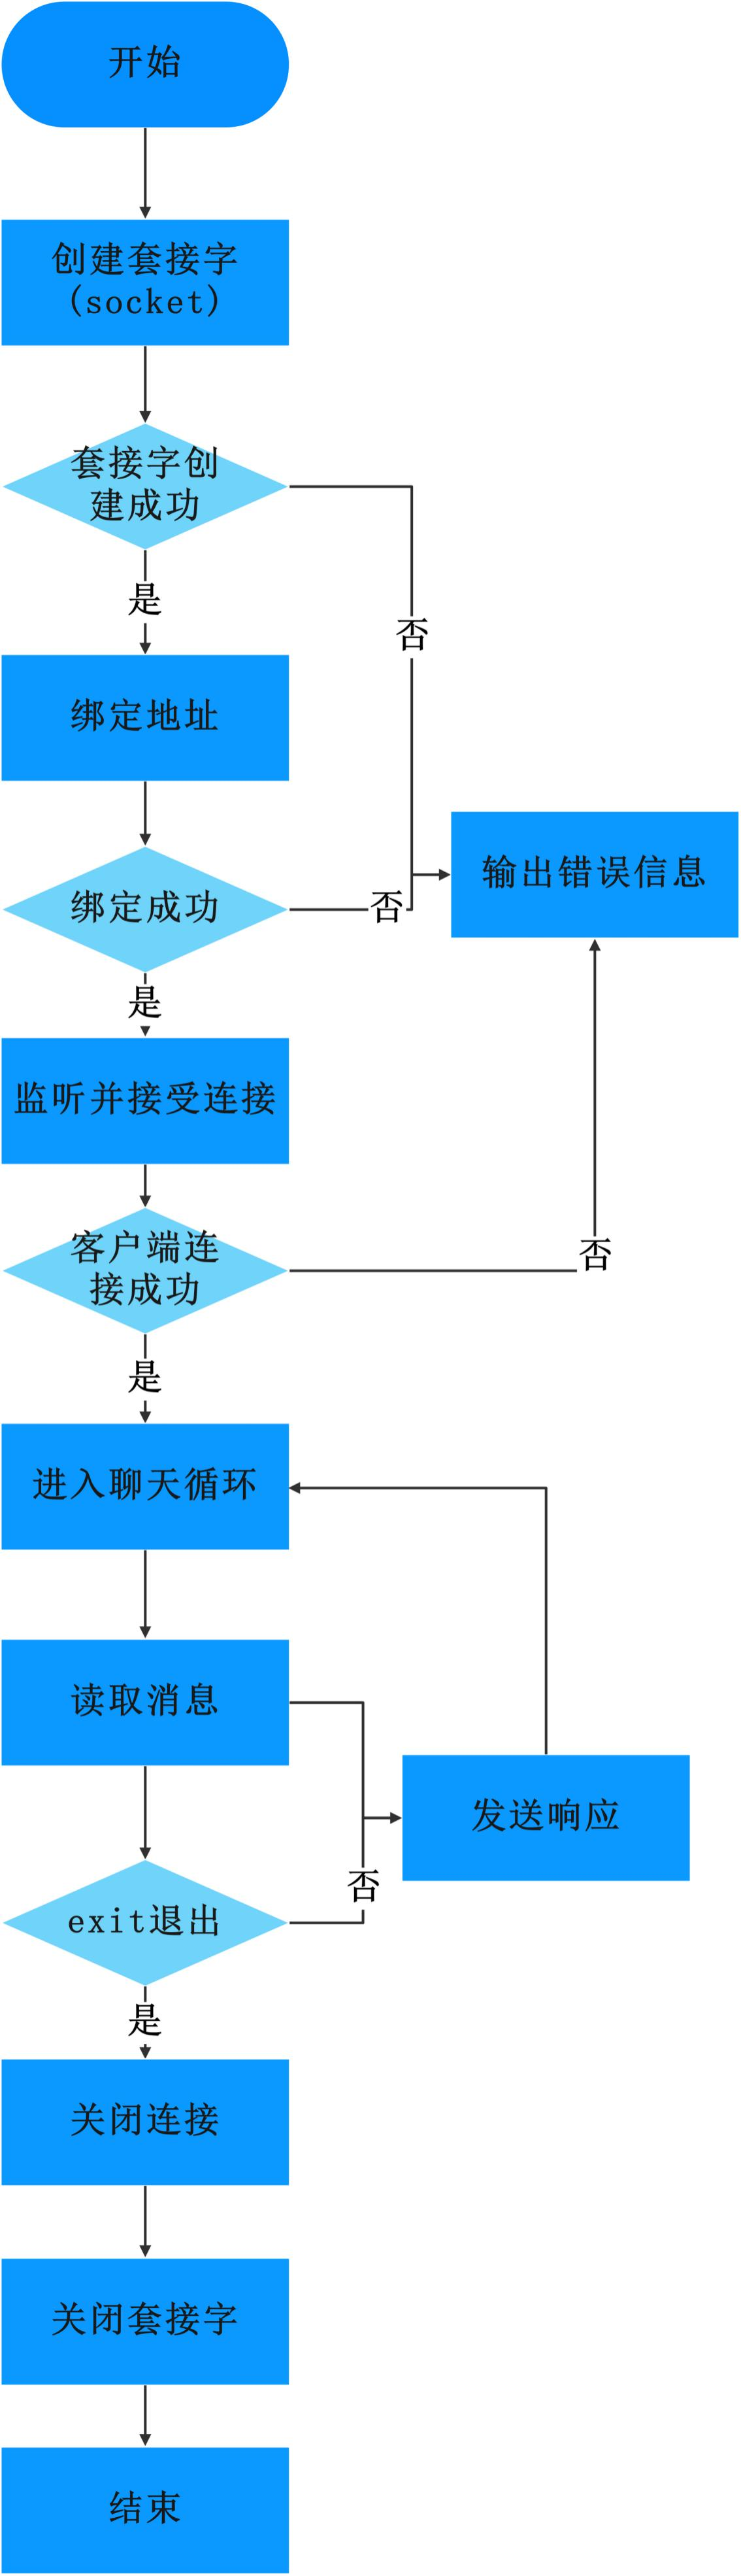 开始
创建套接字
(socket)
套接字创
建成功
是
否
绑定地址
输出错误信息
绑定成功
否
是
监听并接受连接
客户端连
接成功
否
是
进入聊天循环
读取消息
发送响应
否
exit退出
是
关闭连接
关闭套接字
结束